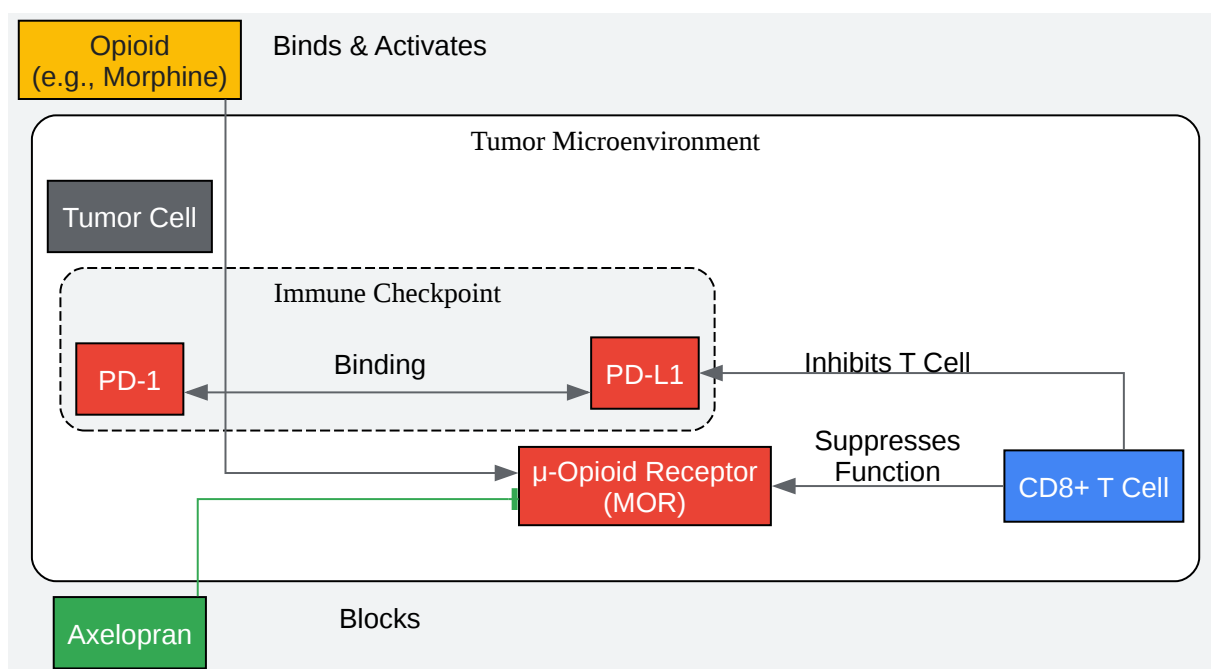 Opioid
(e.g., Morphine)
Binds & Activates
Tumor Microenvironment
Tumor Cell
Immune Checkpoint
PD-1
Binding
PD-L1
Inhibits T Cell
μ-Opioid Receptor
(MOR)
Suppresses
Function
CD8+ T Cell
Axelopran
Blocks